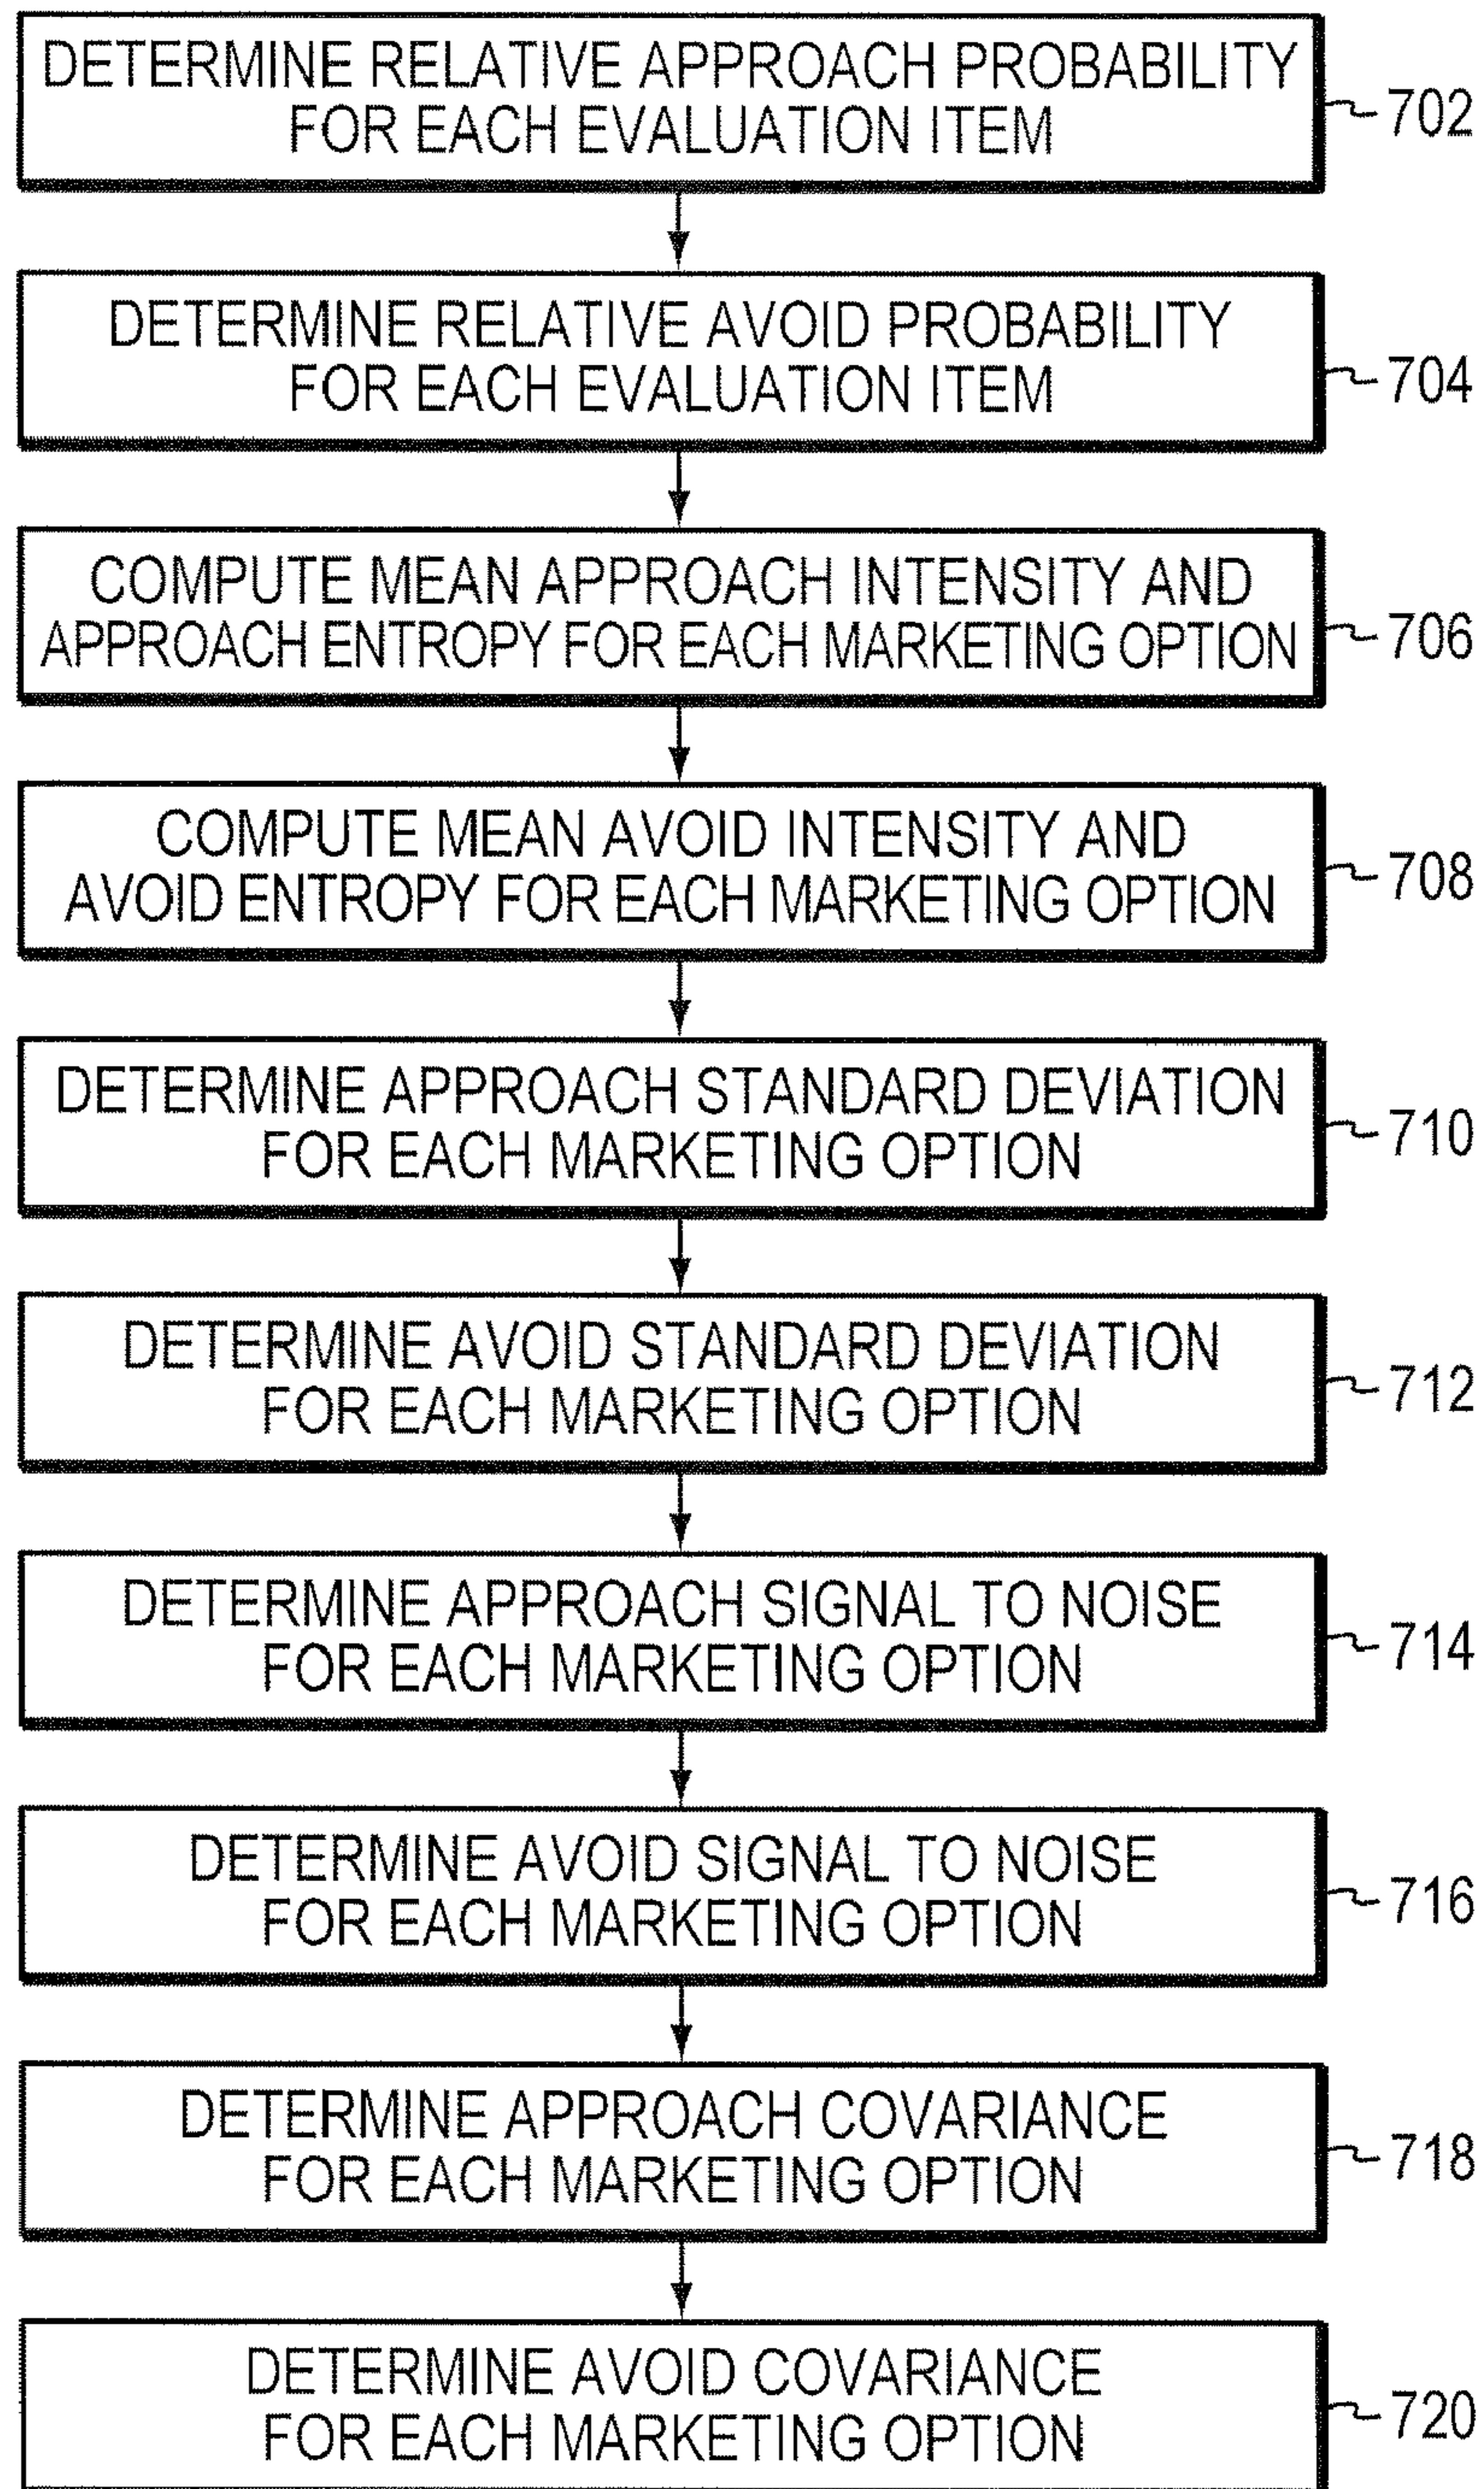 DETERMINE RELATIVE APPROACH PROBABILITY
FOR EACH EVALUATION ITEM
702
DETERMINE RELATIVE AVOID PROBABILITY
FOR EACH EVALUATION ITEM
704
COMPUTE MEAN APPROACH INTENSITY AND
APPROACH ENTROPY FOR EACH MARKETING OPTION
706
COMPUTE MEAN AVOID INTENSITY AND
AVOID ENTROPY FOR EACH MARKETING OPTION
708
DETERMINE APPROACH STANDARD DEVIATION
FOR EACH MARKETING OPTION
710
DETERMINE AVOID STANDARD DEVIATION
FOR EACH MARKETING OPTION
712
DETERMINE APPROACH SIGNAL TO NOISE
FOR EACH MARKETING OPTION
714
DETERMINE AVOID SIGNAL TO NOISE
FOR EACH MARKETING OPTION
716
DETERMINE APPROACH COVARIANCE
FOR EACH MARKETING OPTION
718
DETERMINE AVOID COVARIANCE
FOR EACH MARKETING OPTION
720